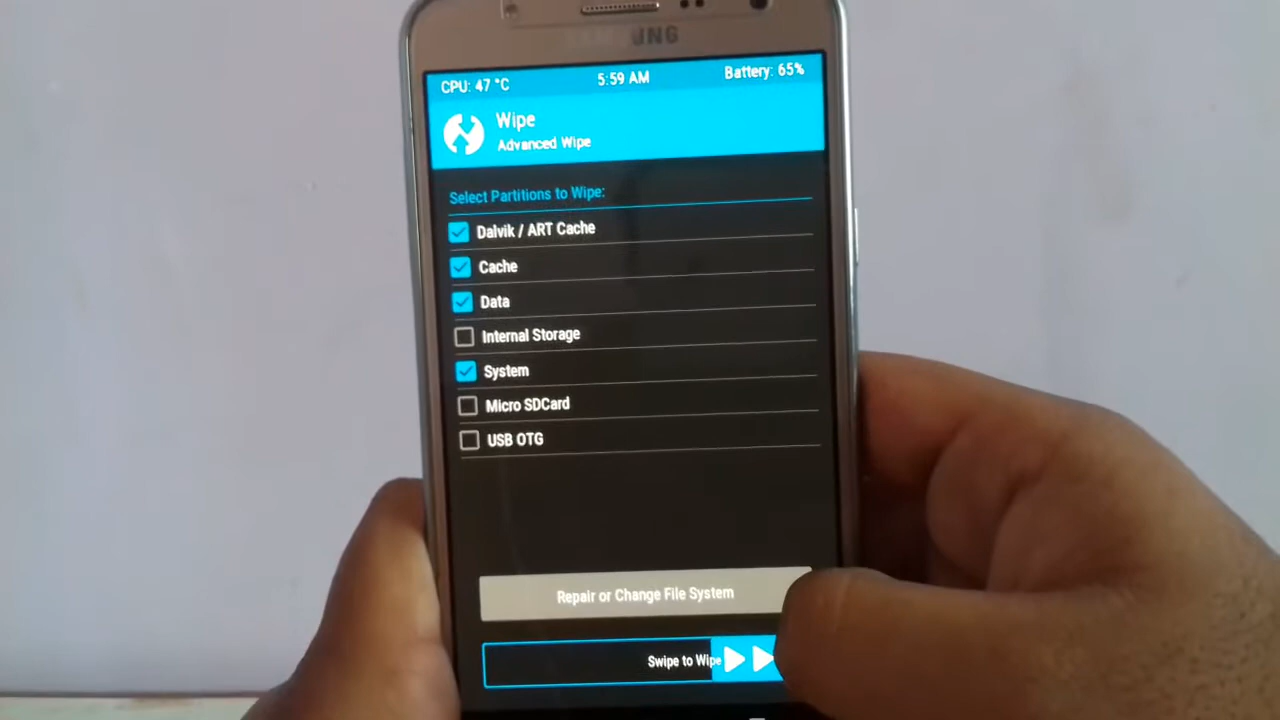 CPU: 47 °C 5:59 AM Battery: 65%
Wipe
Advanced Wipe
Select Partitions to Wipe:
Dalvik / ART Cache
Cache
Data
Internal Storage
System
Micro SDCard
USB OTG
Repair or Change File System
Swipe to Wipe